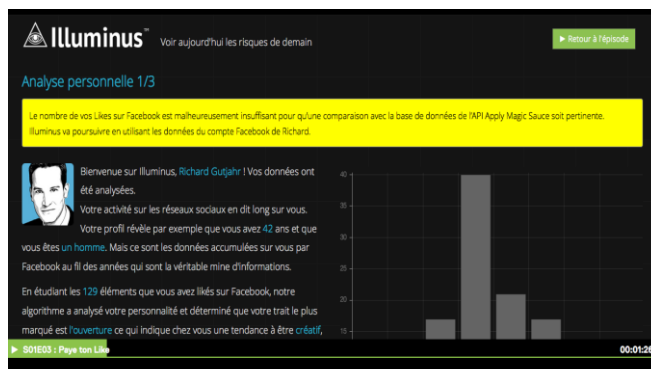 Illuminus™ Voir aujourd'hui les risques de demain
▶ Retour à l'épisode
Analyse personnelle 1/3
Le nombre de vos Likes sur Facebook est malheureusement insuffisant pour qu'une comparaison avec la base de données de l'API Apply Magic Sauce soit pertinente.
Illuminus va poursuivre en utilisant les données du compte Facebook de Richard.
Bienvenue sur Illuminus, Richard Gutjahr ! Vos données ont
été analysées.
Votre activité sur les réseaux sociaux en dit long sur vous.
Votre profil révèle par exemple que vous avez 42 ans et que
vous êtes un homme. Mais ce sont les données accumulées sur vous par
Facebook au fil des années qui sont la véritable mine d'informations.
En étudiant les 129 éléments que vous avez likés sur Facebook, notre
algorithme a analysé votre personnalité et déterminé que votre trait le plus
marqué est l'ouverture ce qui indique chez vous une tendance à être créatif,
40
35
30
25
20
15
▶ S01E03 : Paye ton Like
00:01:26